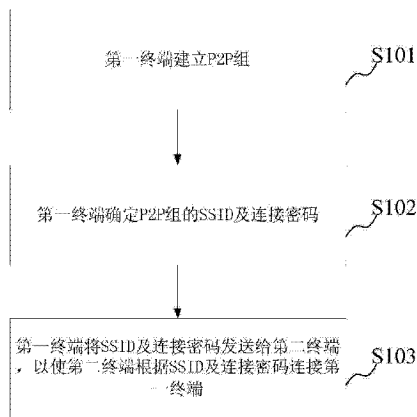 第一终端建立P2P组
S101
第一终端确定P2P组的SSID及连接密码
S102
第一终端将SSID及连接密码发送给第二终端
，以使第二终端根据SSID及连接密码连接第
一终端
S103